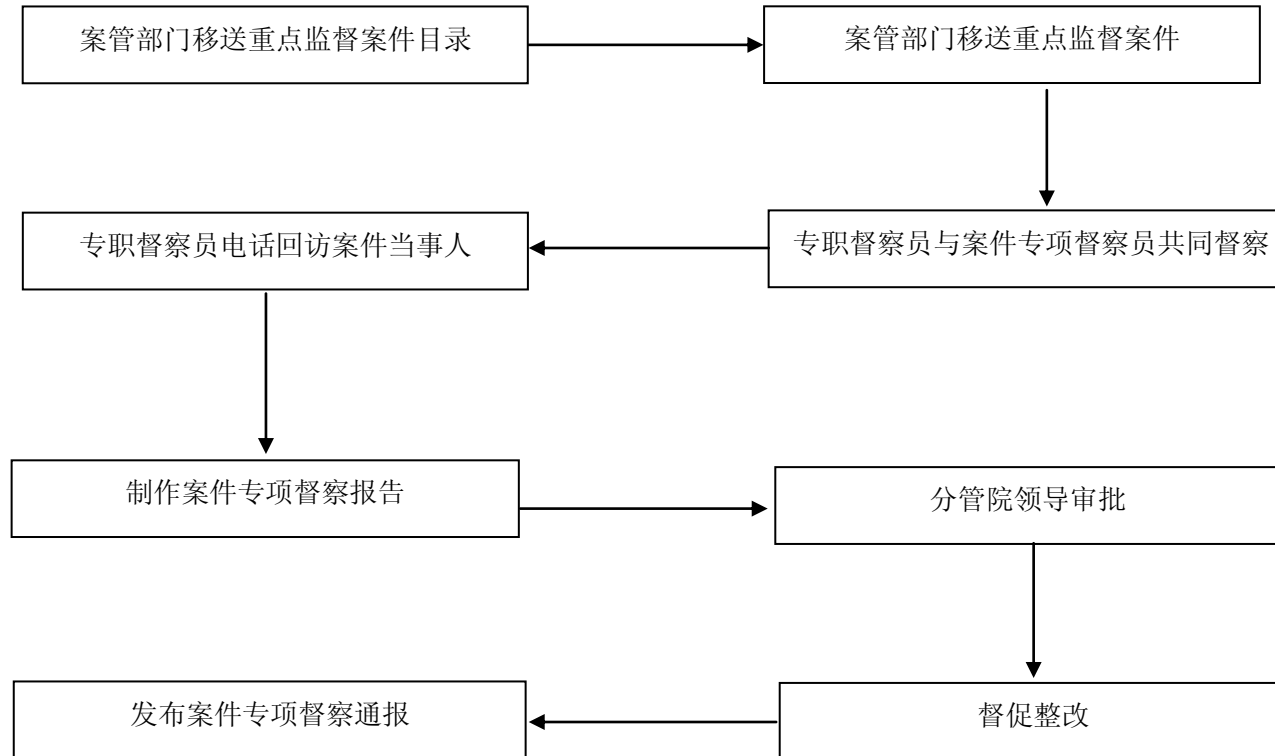 案管部门移送重点监督案件目录
案管部门移送重点监督案件
专职督察员与案件专项督察员共同督察
专职督察员电话回访案件当事人
制作案件专项督察报告
分管院领导审批
督促整改
发布案件专项督察通报